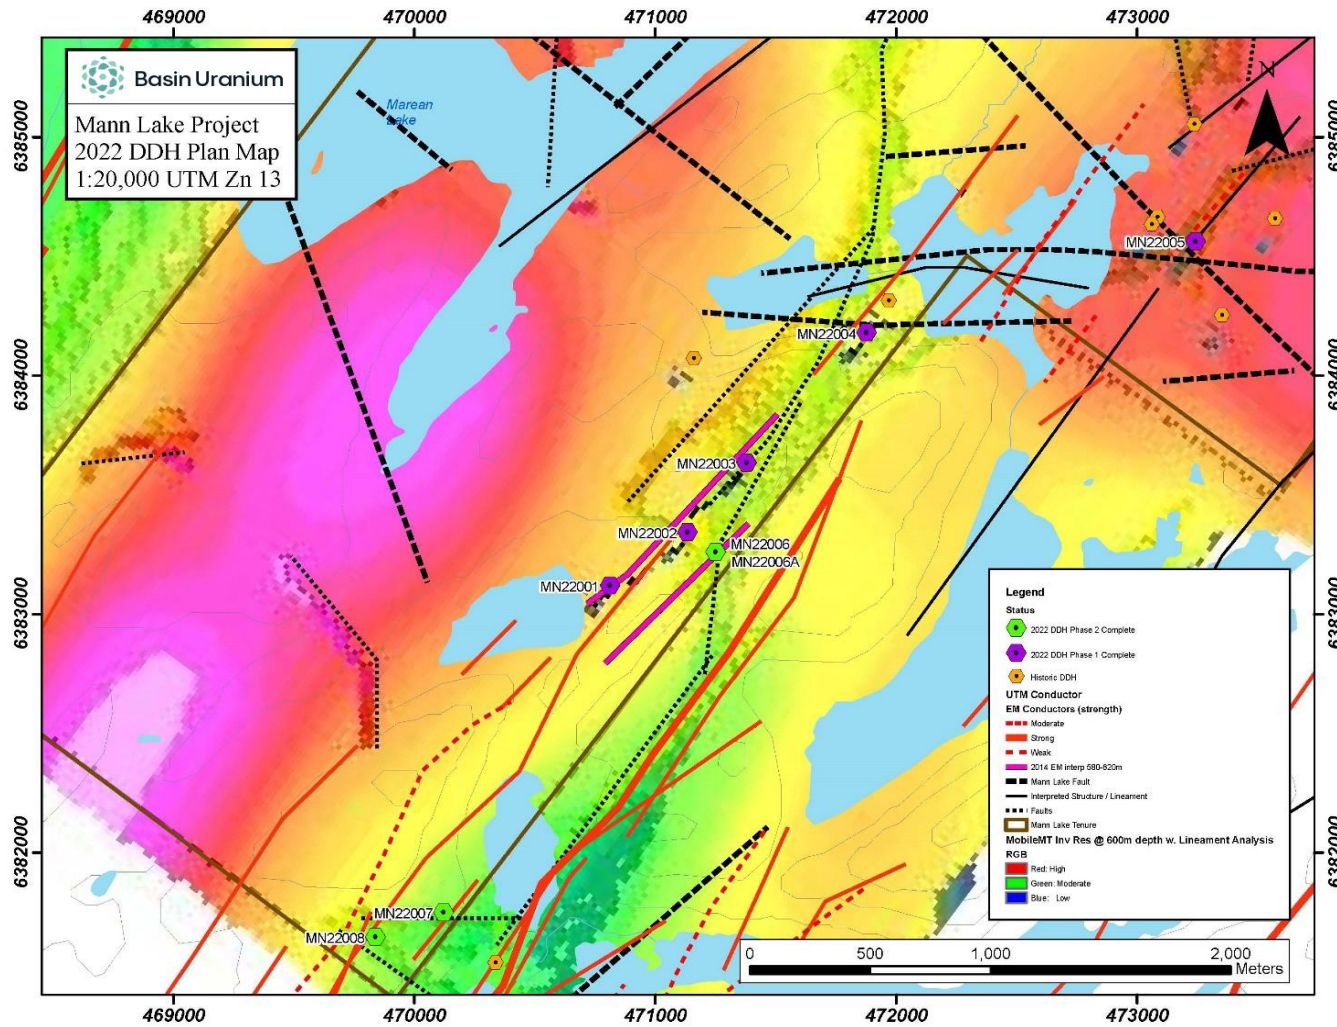 469000 470000 471000 472000 473000
Basin Uranium
Mann Lake Project
2022 DDH Plan Map
1:20,000 UTM Zn 13
Marean
Lake
N
6385000
6385000
MN22005
MN22004
6384000
6384000
MN22003
MN22002
MN22006
MN22006A
MN22001
6383000
6383000
Legend
Status
2022 DDH Phase 2 Complete
2022 DDH Phase 1 Complete
Historic DDH
UTM Conductor
EM Conductors (strength)
Moderate
Strong
Weak
2014 EM interp 680-820m
Mann Lake Fault
Interpreted Structure / Lineament
Faults
Mann Lake Tenure
MobileMT Inv Res @ 600m depth w. Lineament Analysis
RGB
Red: High
Green: Moderate
Blue: Low
6382000
6382000
MN22007
MN22008
0 500 1,000 2,000
Meters
469000 470000 471000 472000 473000